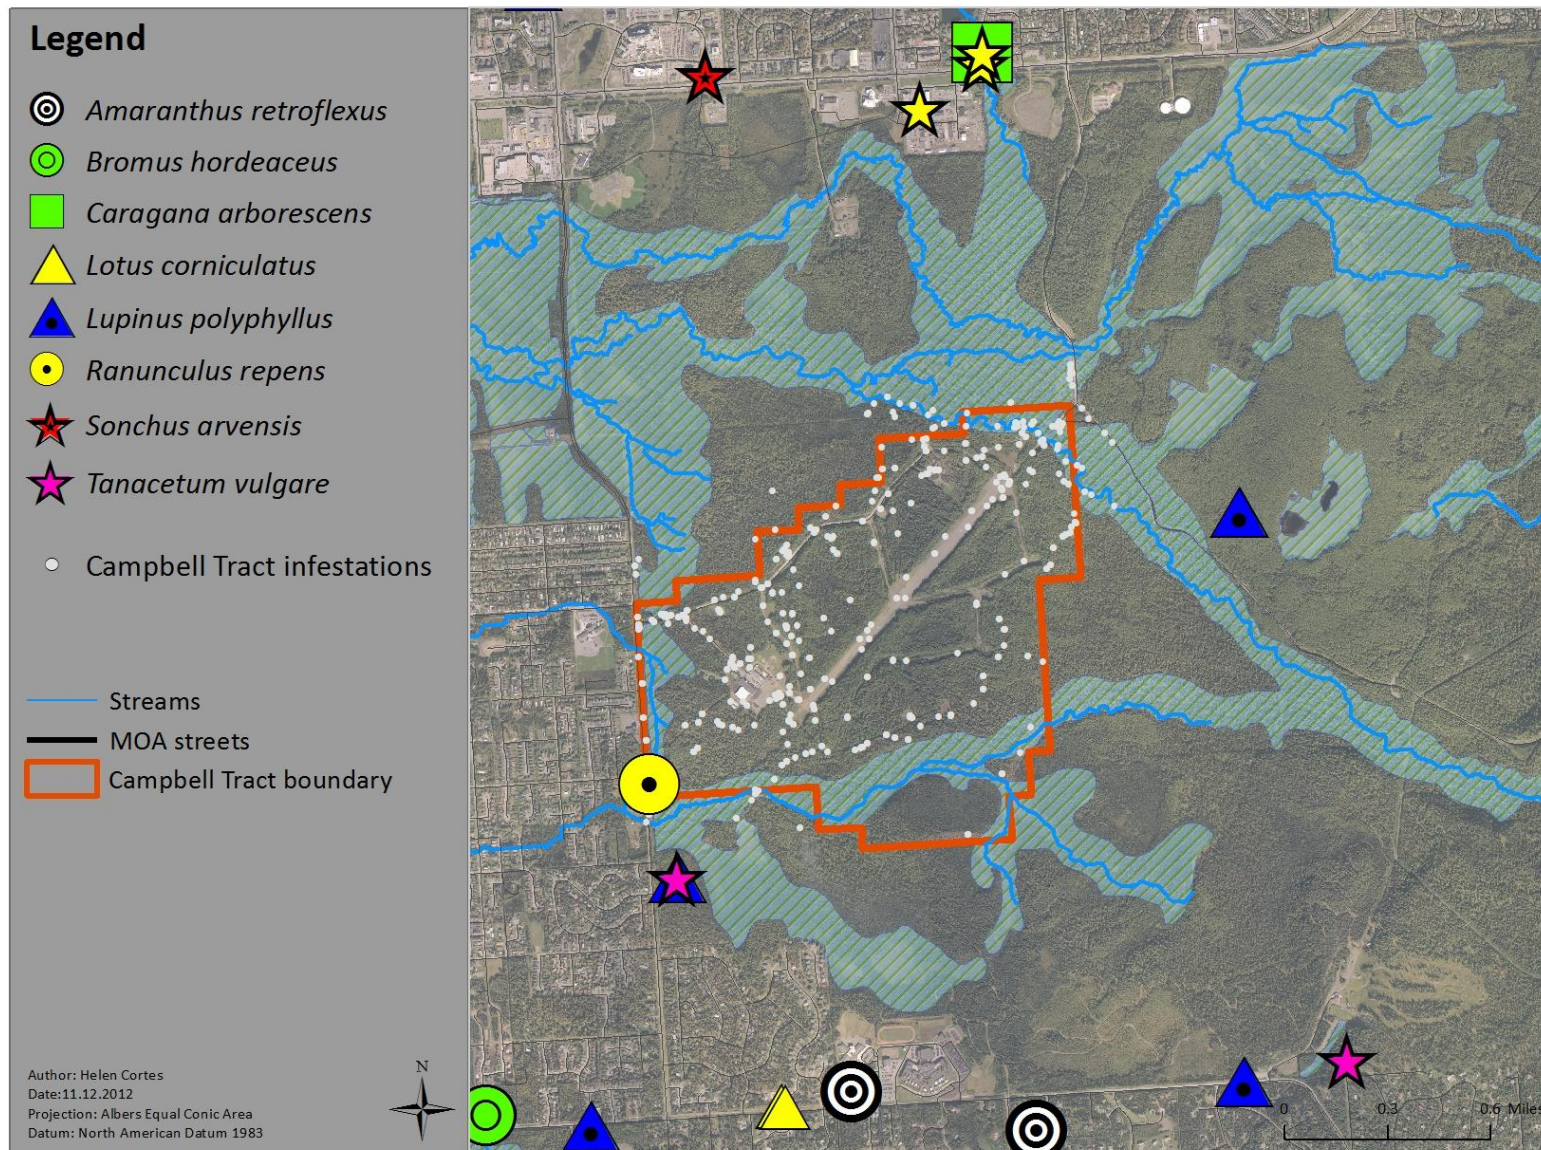 Legend
Amaranthus retroflexus
Bromus hordeaceus
Caragana arborescens
Lotus corniculatus
Lupinus polyphyllus
Ranunculus repens
Sonchus arvensis
Tanacetum vulgare
Campbell Tract infestations
Streams
MOA streets
Campbell Tract boundary
Author: Helen Cortes
Date:11.12.2012
Projection: Albers Equal Conic Area
Datum: North American Datum 1983
N
0 0.3 0.6 Miles